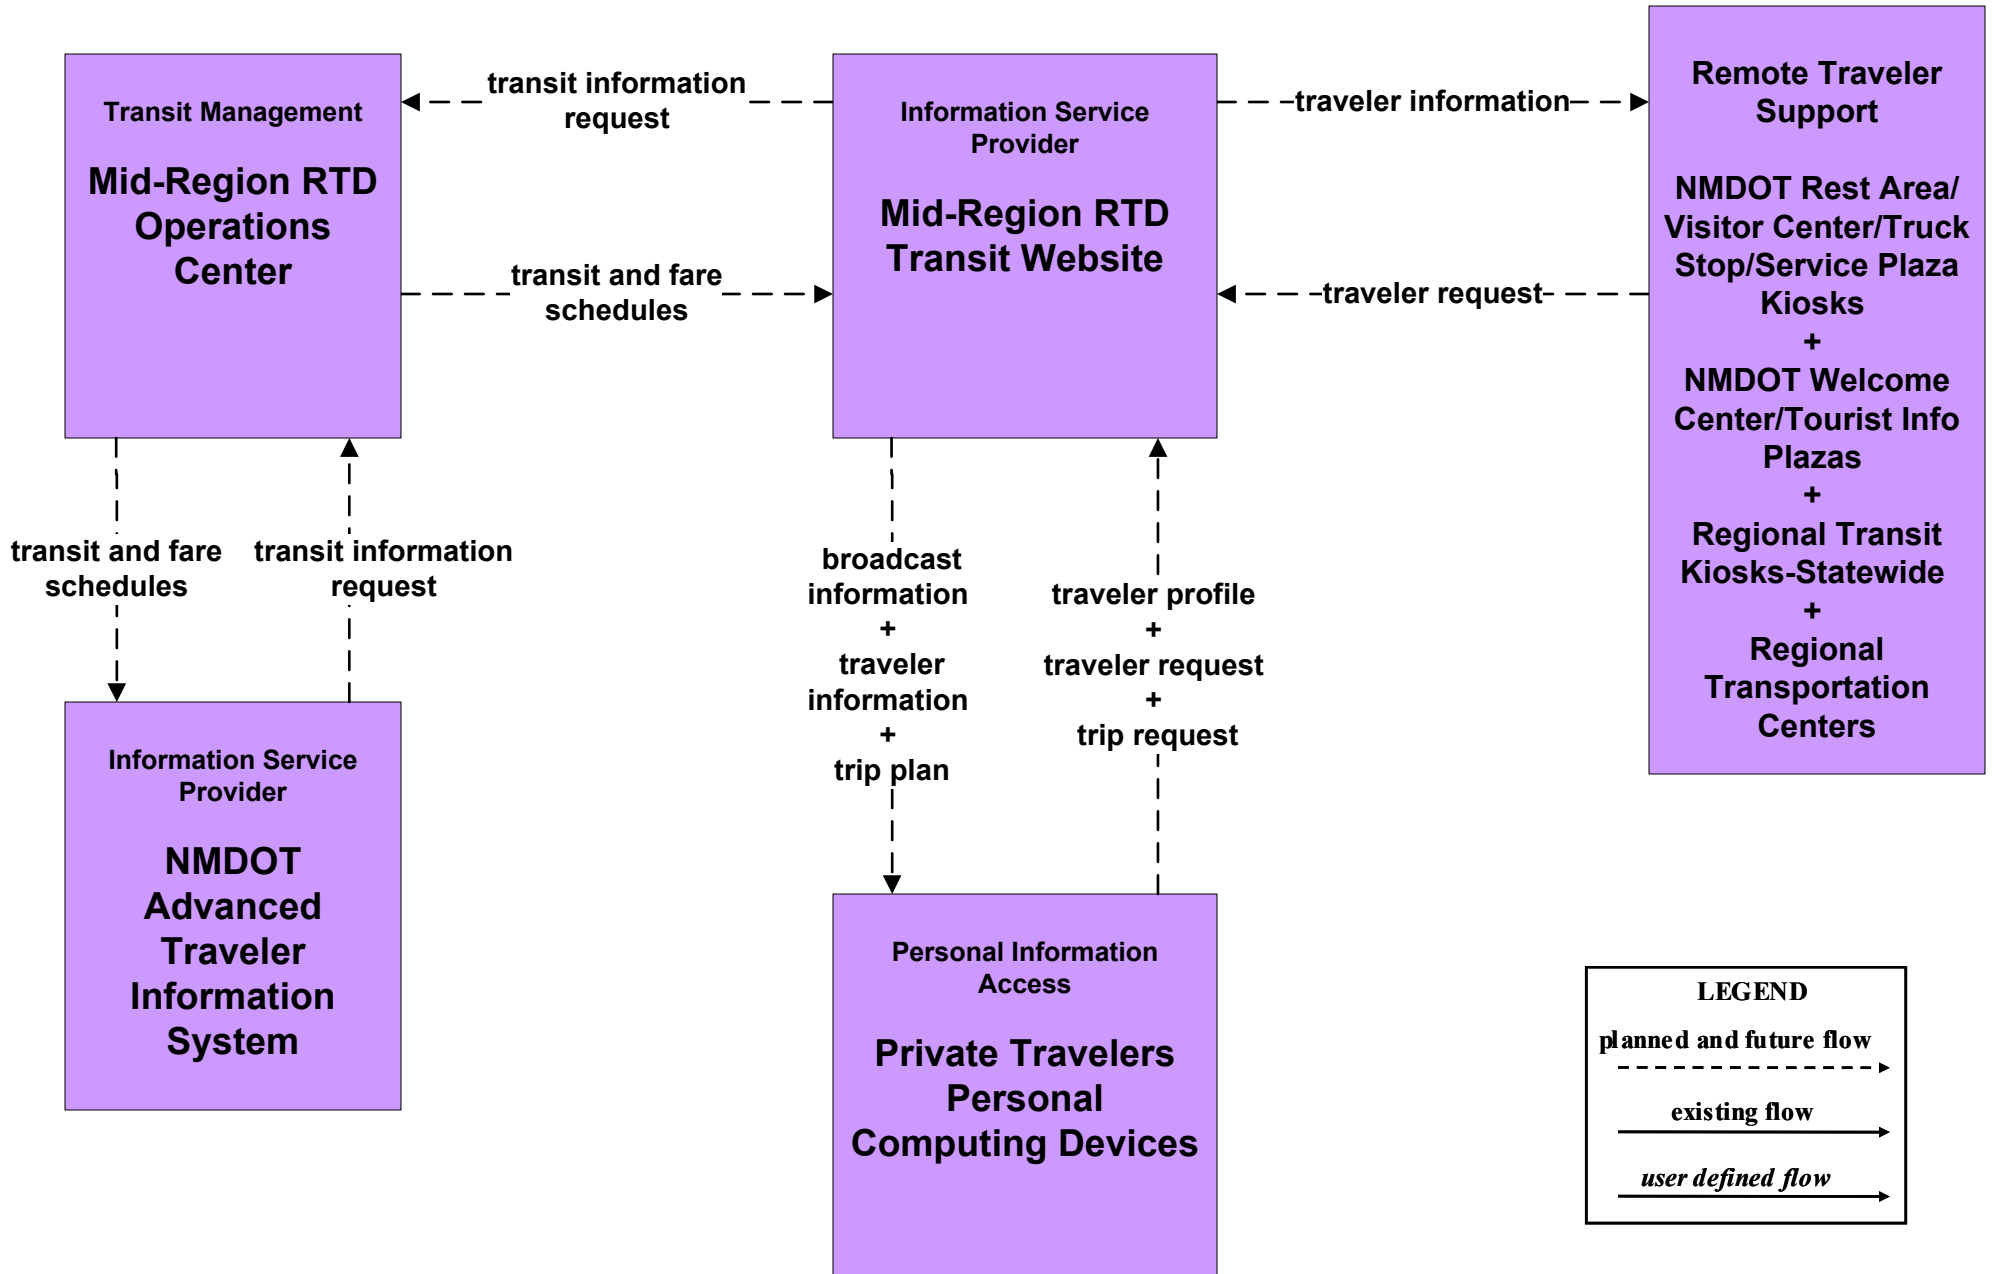 Transit Management
Mid-Region RTD
Operations
Center
transit information
request
Information Service
Provider
Mid-Region RTD
Transit Website
traveler information
Remote Traveler
Support
NMDOT Rest Area/
Visitor Center/Truck
Stop/Service Plaza
Kiosks
+
NMDOT Welcome
Center/Tourist Info
Plazas
+
Regional Transit
Kiosks-Statewide
+
Regional
Transportation
Centers
transit and fare
schedules
traveler request
transit and fare
schedules
transit information
request
broadcast
information
+
traveler
information
+
trip plan
traveler profile
+
traveler request
+
trip request
Information Service
Provider
NMDOT
Advanced
Traveler
Information
System
Personal Information
Access
Private Travelers
Personal
Computing Devices
LEGEND
planned and future flow
existing flow
user defined flow